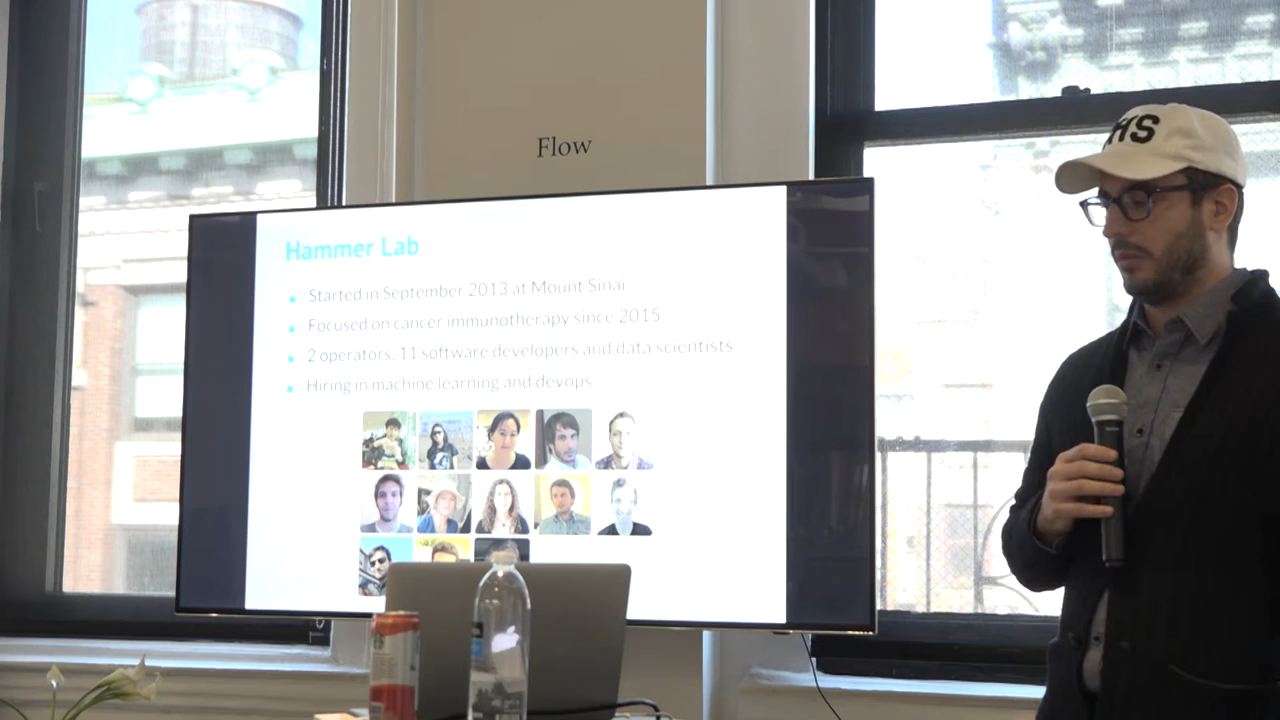 Flow
HS
Hammer Lab
Started in September 2013 at Mount Sinai
Focused on cancer immunotherapy since 2015
2 operators, 11 software developers and data scientists
Hiring in machine learning and devops